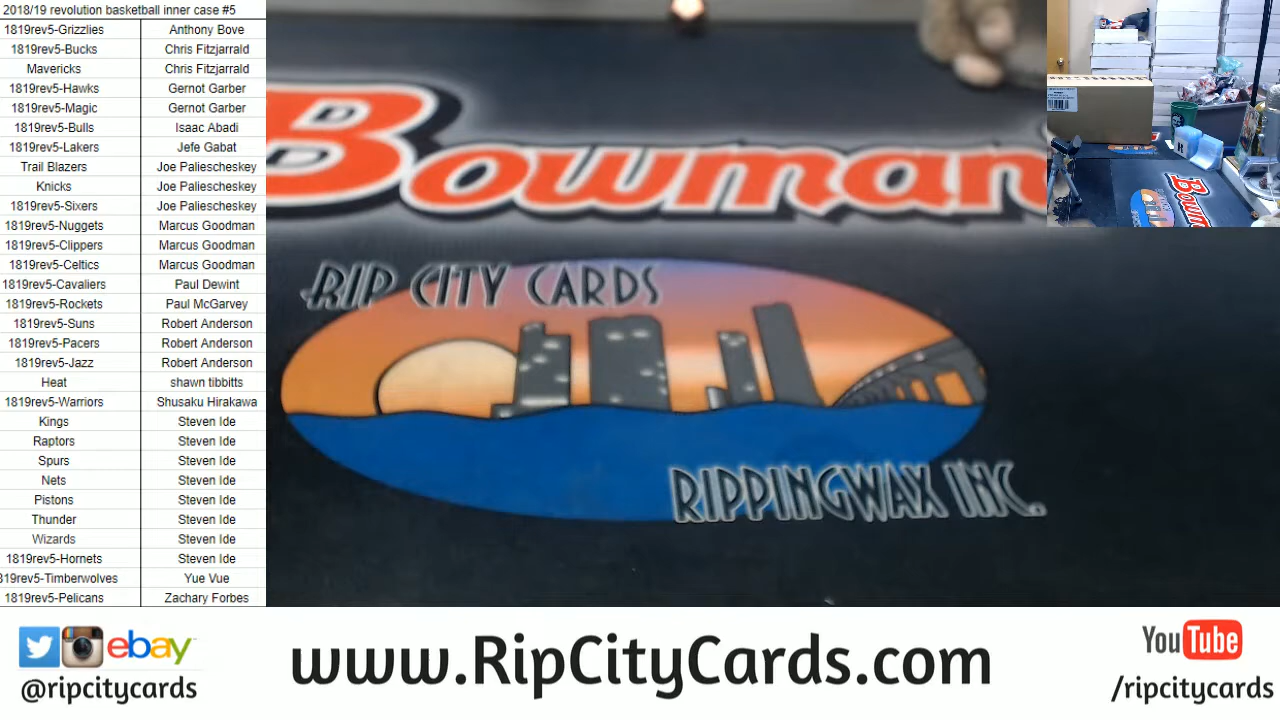 2018/19 revolution basketball inner case #5
1819rev5-Grizzlies Anthony Bove
1819rev5-Bucks Chris Fitzjarrald
Mavericks Chris Fitzjarrald
1819rev5-Hawks Gernot Garber
1819rev5-Magic Gernot Garber
1819rev5-Bulls Isaac Abadi
1819rev5-Lakers Jefe Gabat
Trail Blazers Joe Paliescheskey
Knicks Joe Paliescheskey
1819rev5-Sixers Joe Paliescheskey
1819rev5-Nuggets Marcus Goodman
1819rev5-Clippers Marcus Goodman
1819rev5-Celtics Marcus Goodman
1819rev5-Cavaliers Paul Dewint
1819rev5-Rockets Paul McGarvey
1819rev5-Suns Robert Anderson
1819rev5-Pacers Robert Anderson
1819rev5-Jazz Robert Anderson
Heat shawn tibbitts
1819rev5-Warriors Shusaku Hirakawa
Kings Steven Ide
Raptors Steven Ide
Spurs Steven Ide
Nets Steven Ide
Pistons Steven Ide
Thunder Steven Ide
Wizards Steven Ide
1819rev5-Hornets Steven Ide
819rev5-Timberwolves Yue Vue
1819rev5-Pelicans Zachary Forbes
Bowman
RIP CITY CARDS
RIPPINGWAX INC.
ebay
@ripcitycards
www.RipCityCards.com
YouTube
/ripcitycards